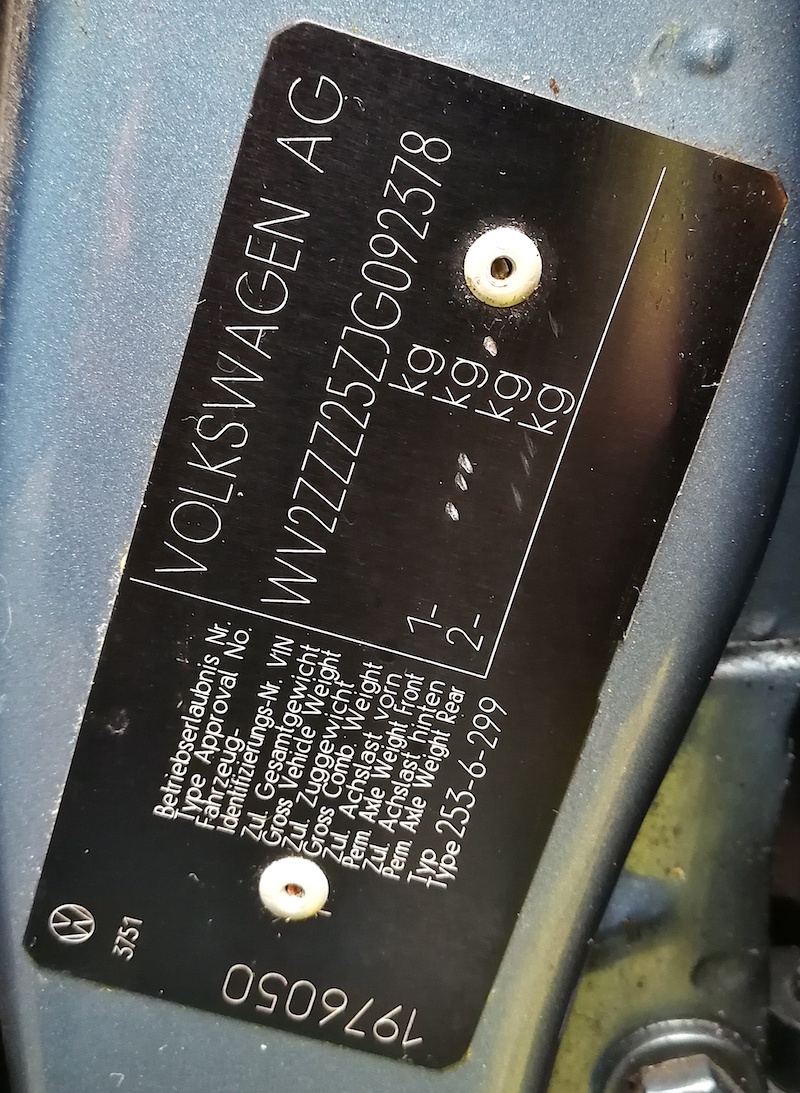 VOLKSWAGEN AG
Betriebserlaubnis Nr.
Type Approval No.
Fahrzeug-
Identifizierungs-Nr. VIN WV2ZZZ25ZJG092378
Zul. Gesamtgewicht
Gross Vehicle Weight kg
Zul. Zuggewicht
Gross Comb. Weight kg
Zul. Achslast vorn
Perm. Axle Weight Front 1- kg
Zul. Achslast hinten
Perm. Axle Weight Rear 2- kg
Typ
Type 253-6-299
VW
3751
1976050